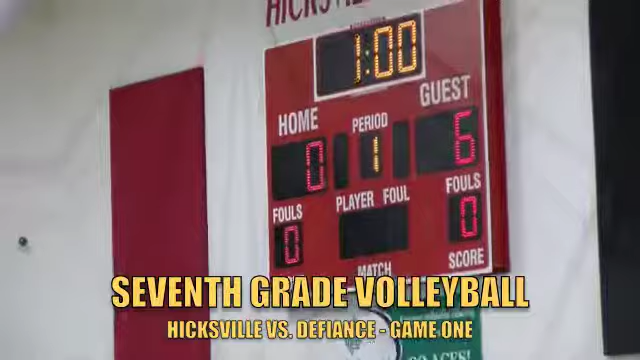 HICKSVILLE
1:00
HOME PERIOD GUEST
0 1 6
FOULS PLAYER FOUL FOULS
0 0
MATCH SCORE
SEVENTH GRADE VOLLEYBALL
HICKSVILLE VS. DEFIANCE - GAME ONE
GO ACES!